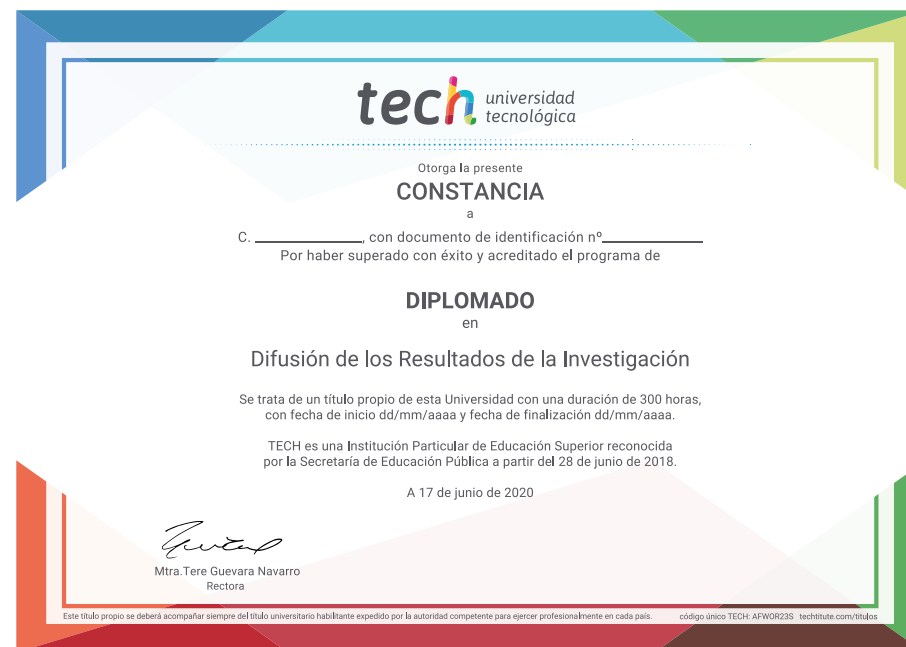 tech universidad
tecnológica
Otorga la presente
CONSTANCIA
a
C. ______________, con documento de identificación nº_____________
Por haber superado con éxito y acreditado el programa de
DIPLOMADO
en
Difusión de los Resultados de la Investigación
Se trata de un título propio de esta Universidad con una duración de 300 horas,
con fecha de inicio dd/mm/aaaa y fecha de finalización dd/mm/aaaa.
TECH es una Institución Particular de Educación Superior reconocida
por la Secretaría de Educación Pública a partir del 28 de junio de 2018.
A 17 de junio de 2020
Mtra.Tere Guevara Navarro
Rectora
Este título propio se deberá acompañar siempre del título universitario habilitante expedido por la autoridad competente para ejercer profesionalmente en cada país. código único TECH: AFWOR23S techtitute.com/titulos